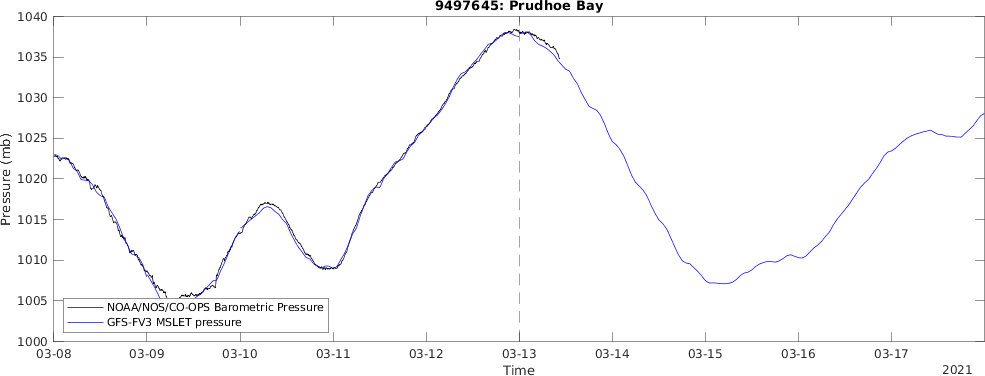 9497645: Prudhoe Bay
Pressure (mb)
1040
1035
1030
1025
1020
1015
1010
1005
1000
NOAA/NOS/CO-OPS Barometric Pressure
GFS-FV3 MSLET pressure
03-08 03-09 03-10 03-11 03-12 03-13 03-14 03-15 03-16 03-17
Time
2021